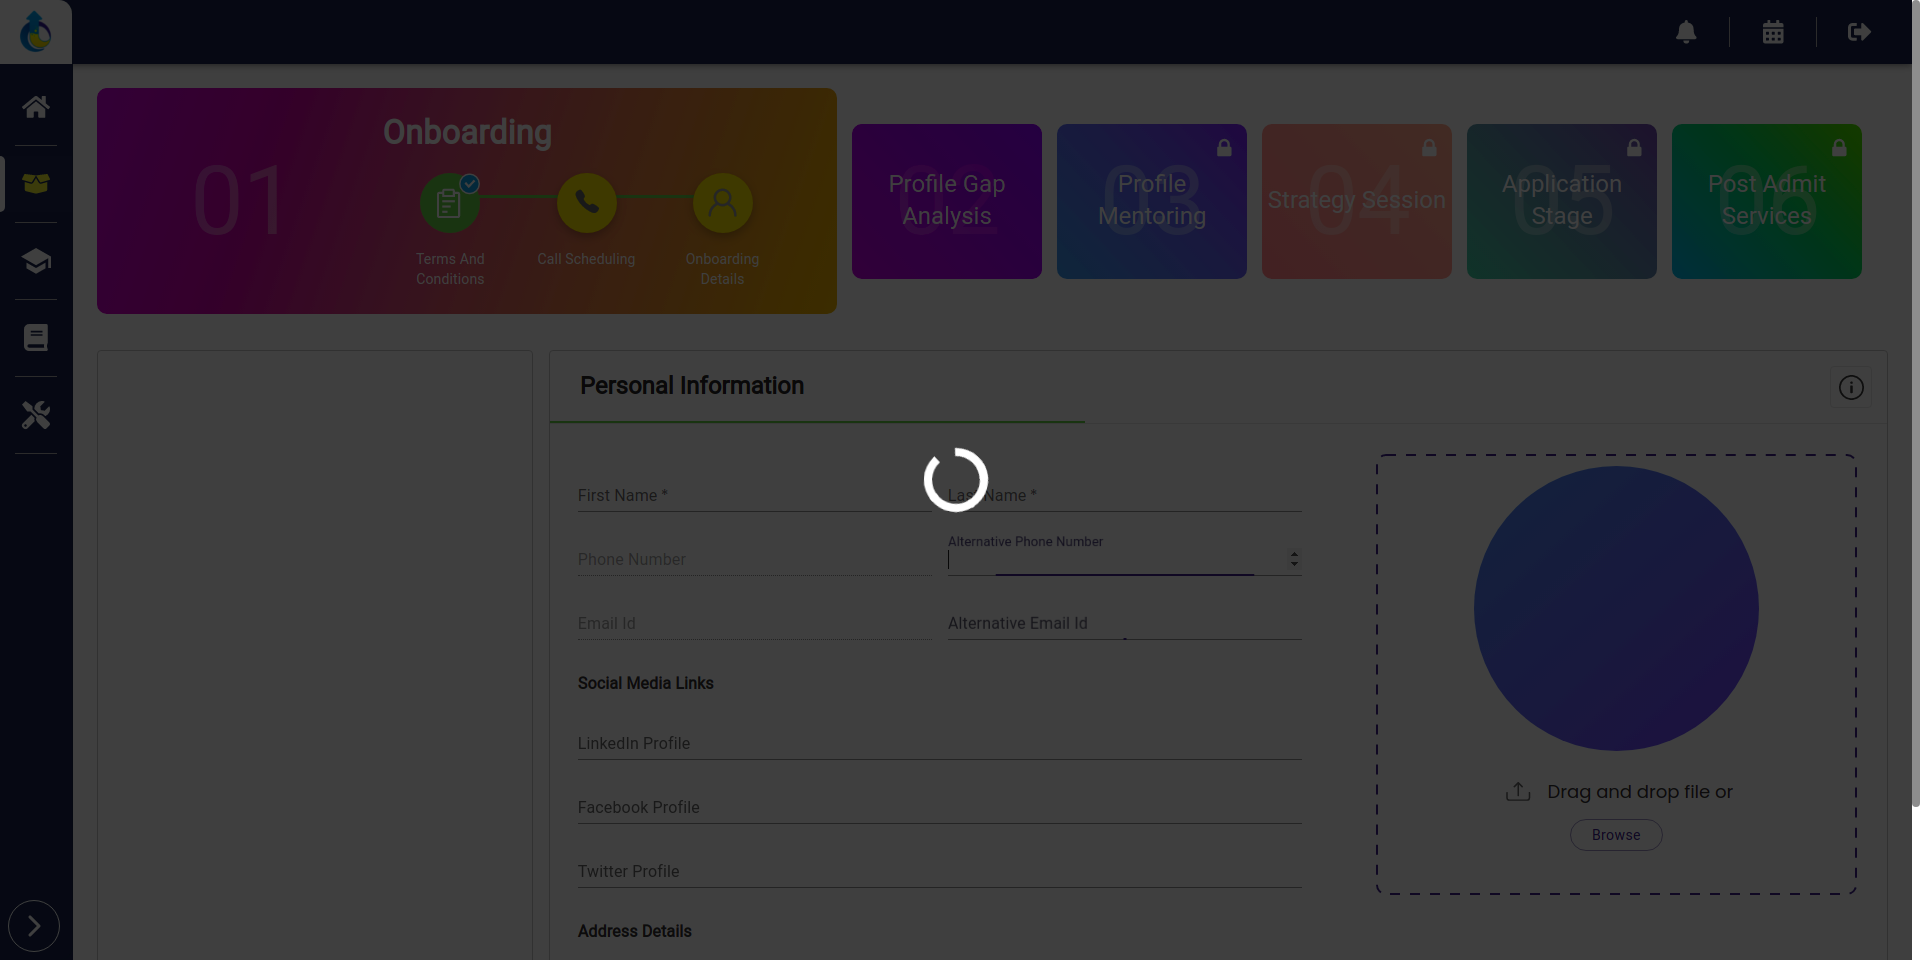 Onboarding
01
Terms And
Conditions
Call Scheduling
Onboarding
Details
02
Profile Gap
Analysis
03
Profile
Mentoring
04
Strategy Session
05
Application
Stage
06
Post Admit
Services
Personal Information
First Name *
Last Name *
Phone Number
Alternative Phone Number
Email Id
Alternative Email Id
Social Media Links
LinkedIn Profile
Facebook Profile
Twitter Profile
Address Details
Drag and drop file or
Browse